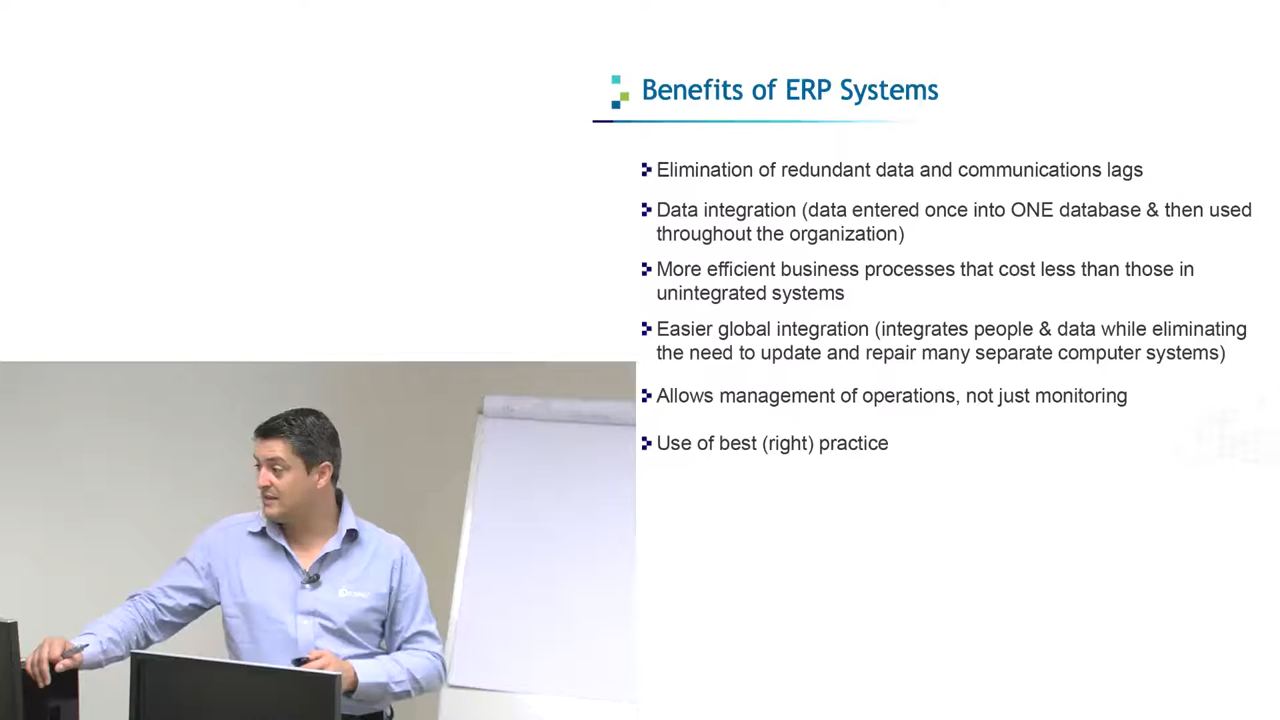 Benefits of ERP Systems
Elimination of redundant data and communications lags
Data integration (data entered once into ONE database & then used
throughout the organization)
More efficient business processes that cost less than those in
unintegrated systems
Easier global integration (integrates people & data while eliminating
the need to update and repair many separate computer systems)
Allows management of operations, not just monitoring
Use of best (right) practice